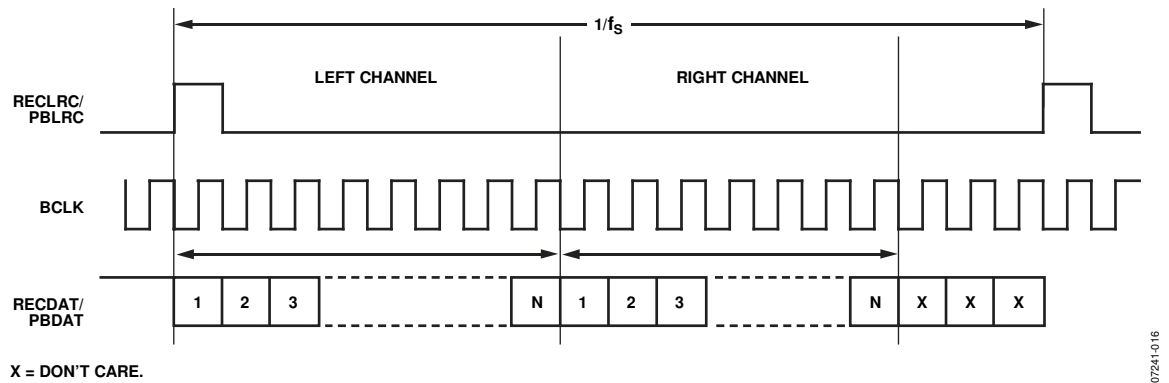 1/fS
LEFT CHANNEL
RIGHT CHANNEL
RECLRC/
PBLRC
BCLK
RECDAT/
PBDAT
1 2 3 N 1 2 3 N X X X
X = DON'T CARE.
07241-016